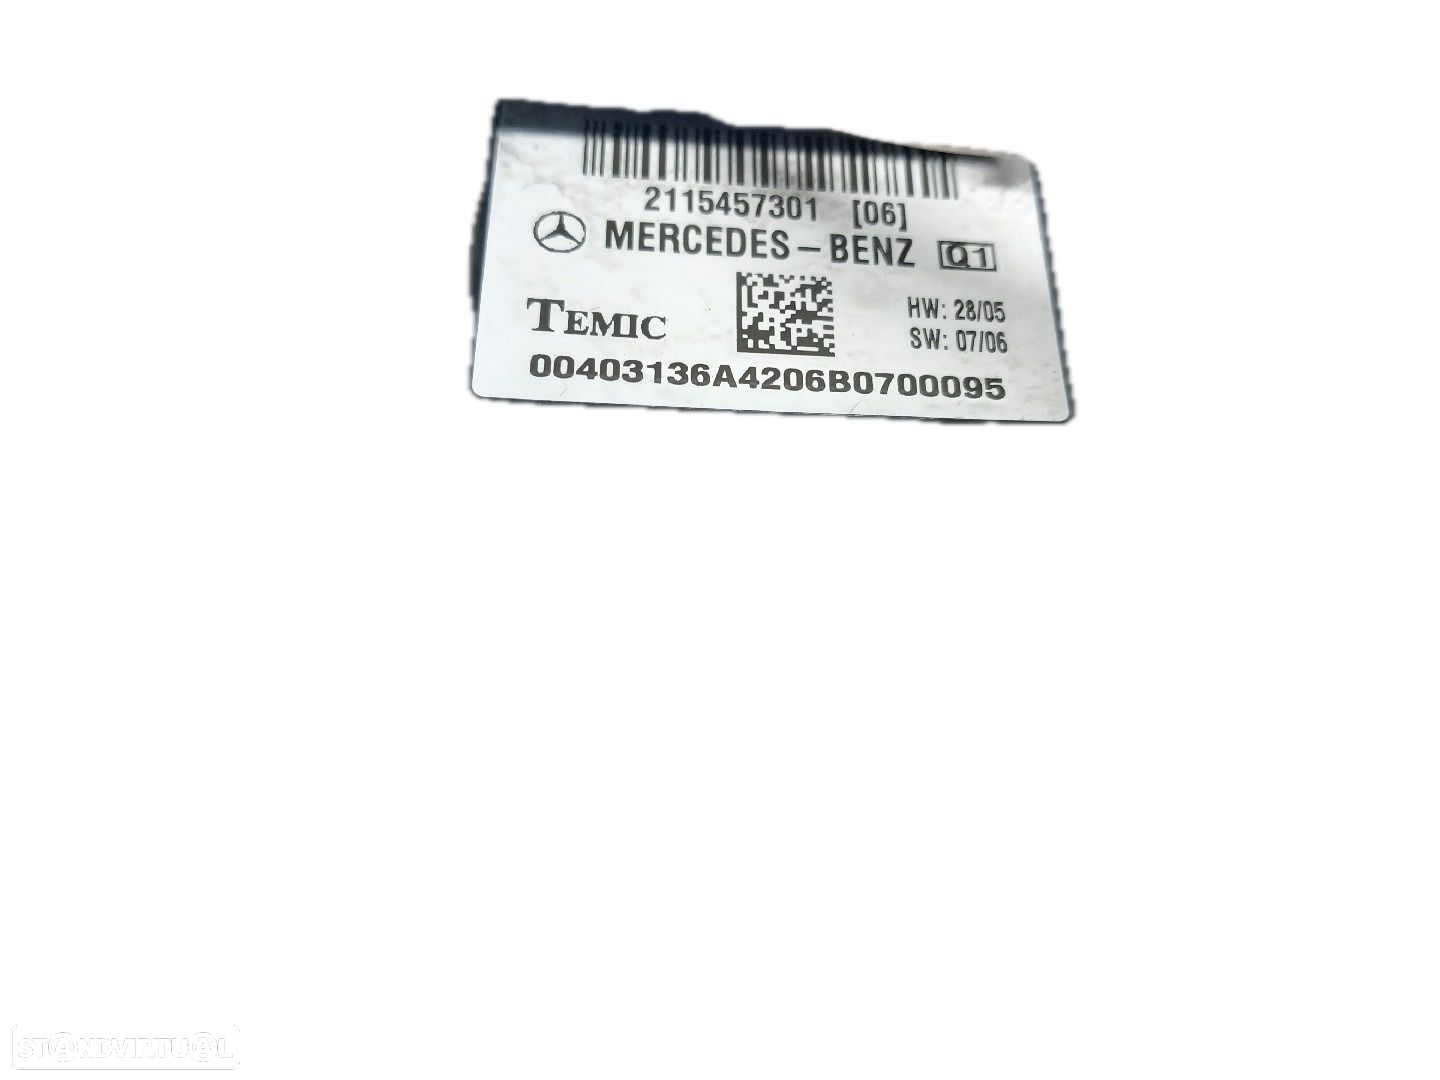 2115457301 [06]
MERCEDES-BENZ Q1
TEMIC
HW: 28/05
SW: 07/06
00403136A4206B0700095
STANDVIRTUAL